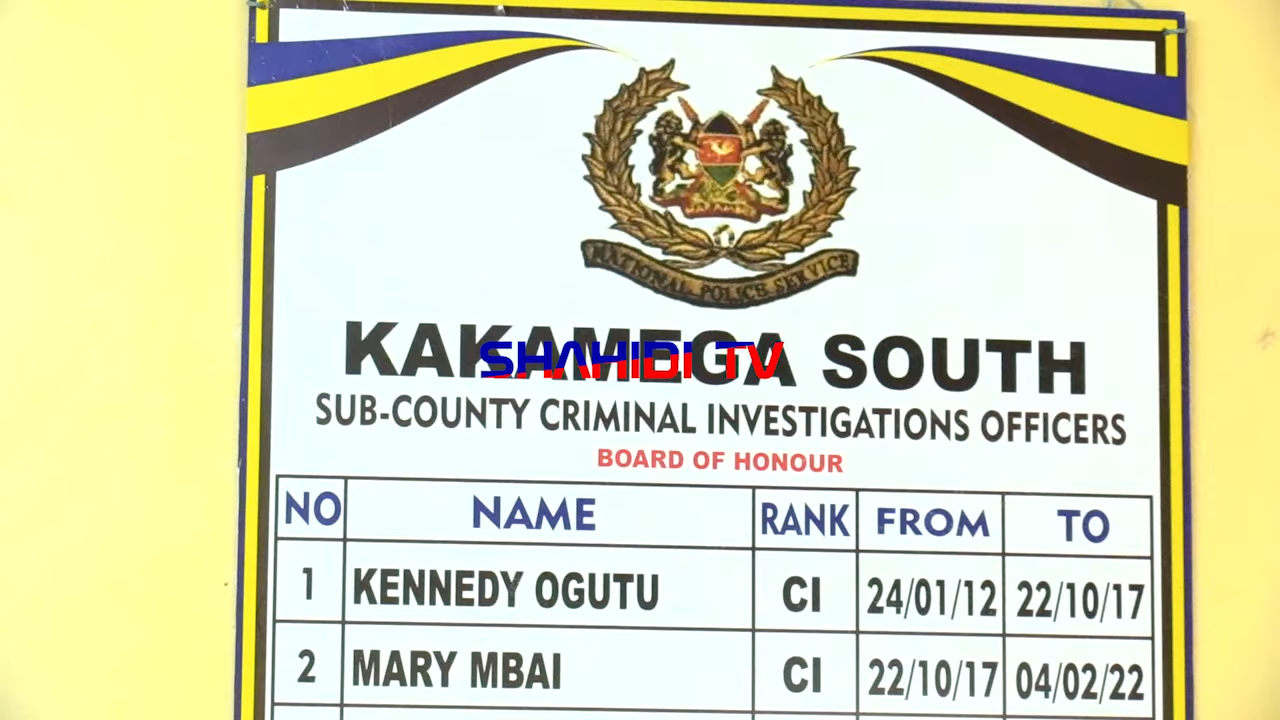 NATIONAL POLICE SERVICE
KAKAMEGA SOUTH
SHAHIDI TV
SUB-COUNTY CRIMINAL INVESTIGATIONS OFFICERS
BOARD OF HONOUR
NO NAME RANK FROM TO
1 KENNEDY OGUTU CI 24/01/12 22/10/17
2 MARY MBAI CI 22/10/17 04/02/22